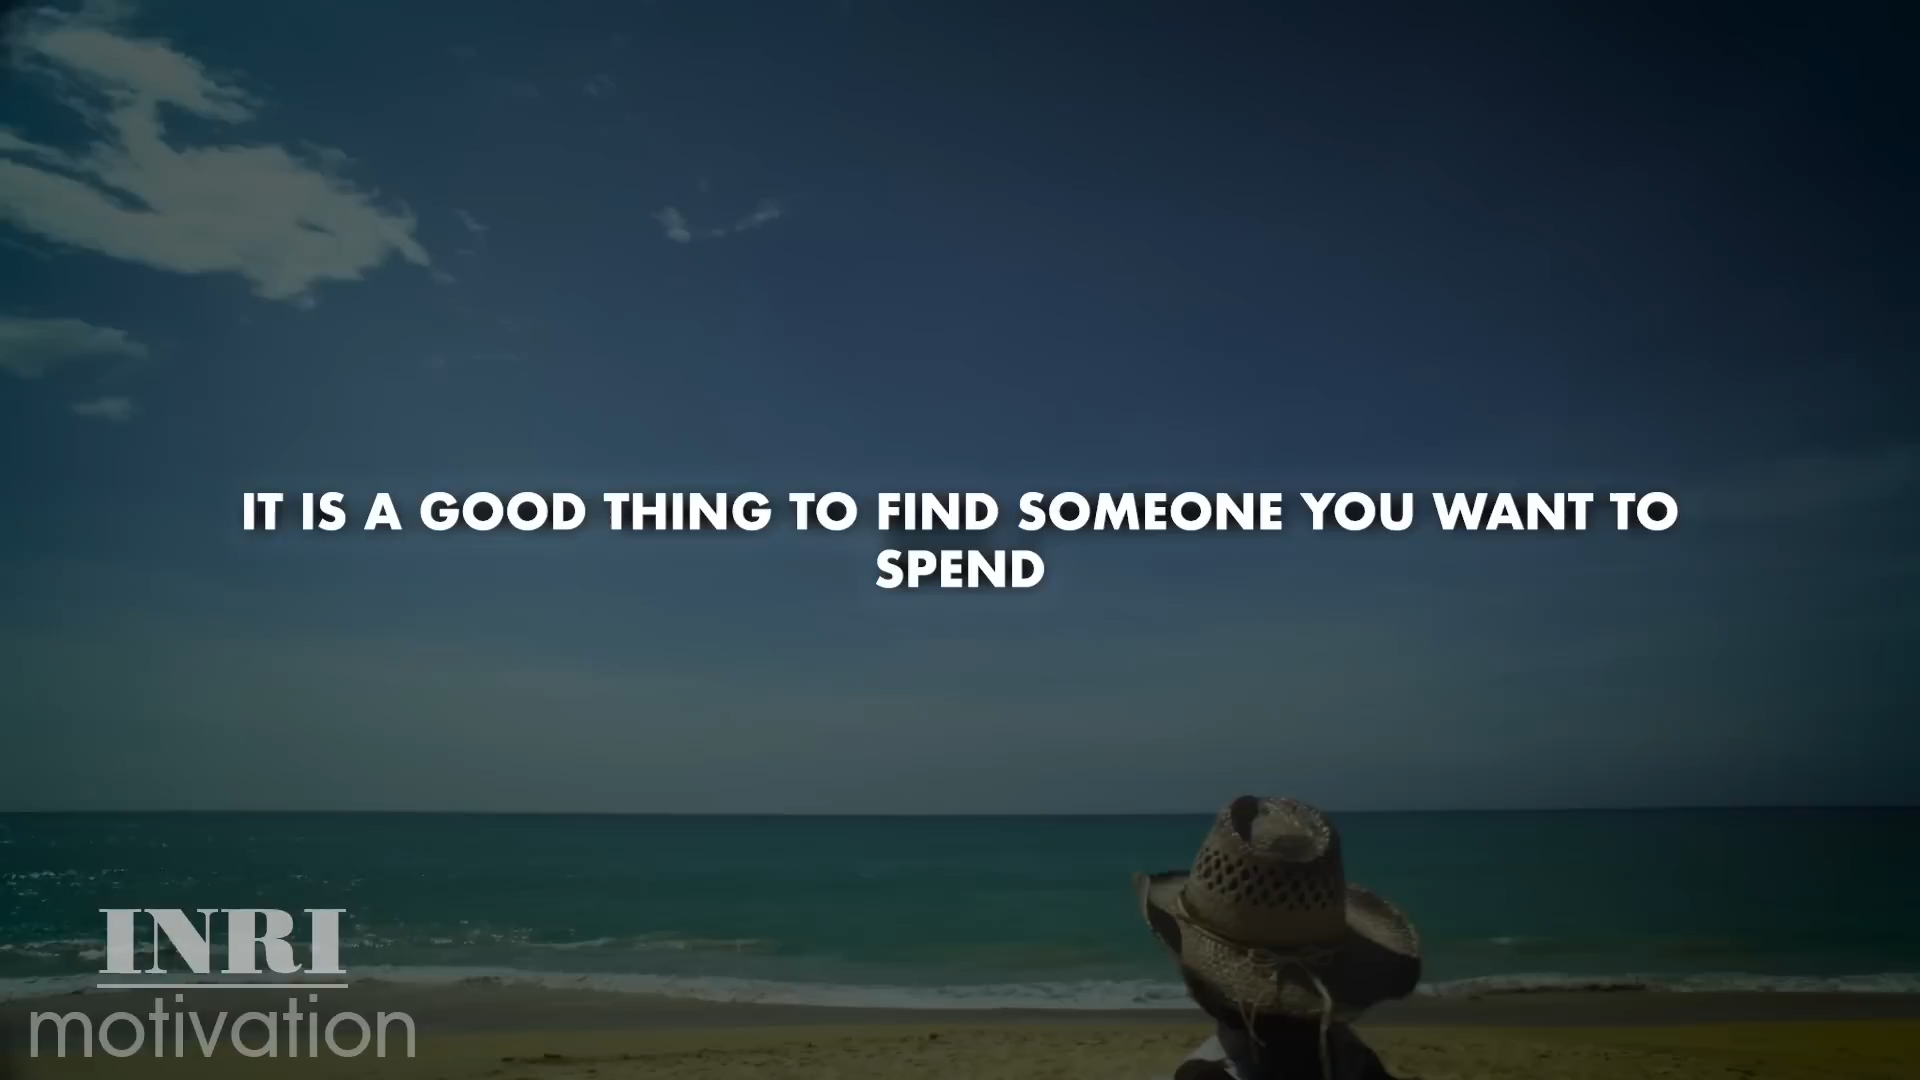 IT IS A GOOD THING TO FIND SOMEONE YOU WANT TO
SPEND
INRI
motivation